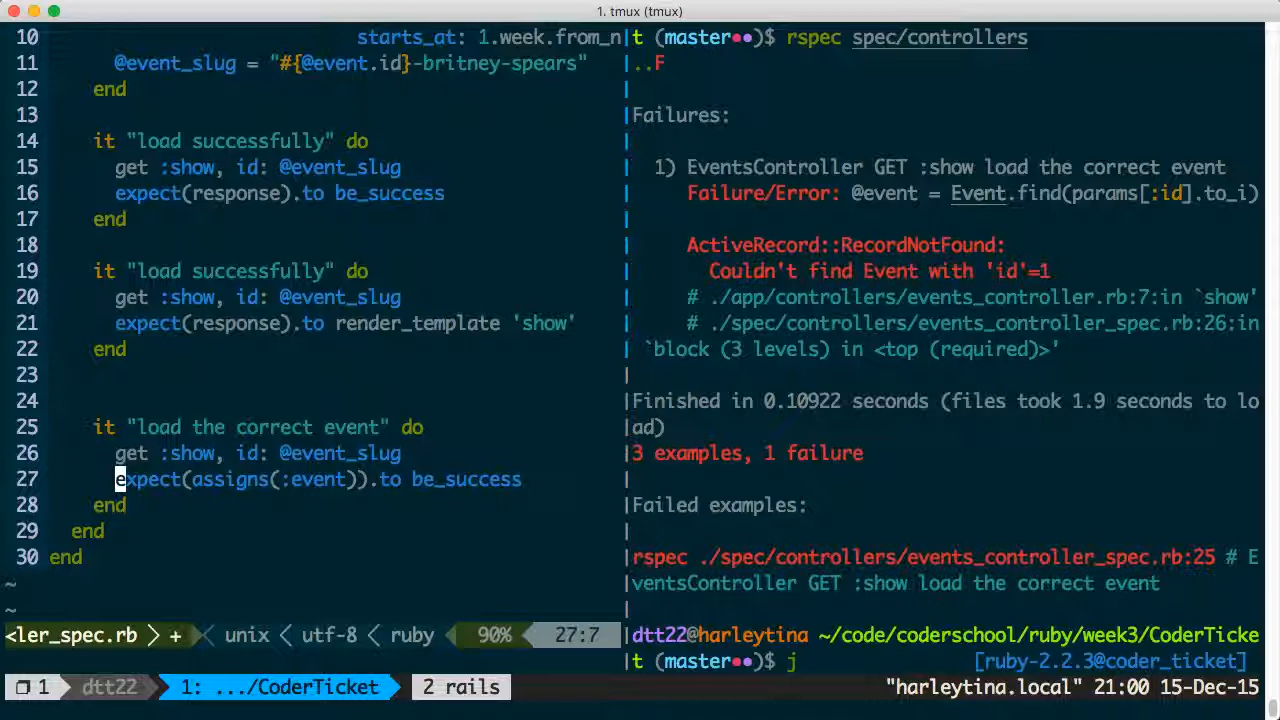 1. tmux (tmux)
10 starts_at: 1.week.from_n
11 @event_slug = "#{@event.id}-britney-spears"
12 end
13
14 it "load successfully" do
15 get :show, id: @event_slug
16 expect(response).to be_success
17 end
18
19 it "load successfully" do
20 get :show, id: @event_slug
21 expect(response).to render_template 'show'
22 end
23
24
25 it "load the correct event" do
26 get :show, id: @event_slug
27 expect(assigns(:event)).to be_success
28 end
29 end
30 end
~
~
<ler_spec.rb > + < unix < utf-8 < ruby 90% 27:7
t (master●●)$ rspec spec/controllers
..F
Failures:
1) EventsController GET :show load the correct event
Failure/Error: @event = Event.find(params[:id].to_i)
ActiveRecord::RecordNotFound:
Couldn't find Event with 'id'=1
# ./app/controllers/events_controller.rb:7:in `show'
# ./spec/controllers/events_controller_spec.rb:26:in
`block (3 levels) in <top (required)>'
Finished in 0.10922 seconds (files took 1.9 seconds to lo
ad)
3 examples, 1 failure
Failed examples:
rspec ./spec/controllers/events_controller_spec.rb:25 # E
ventsController GET :show load the correct event
dtt22@harleytina ~/code/coderschool/ruby/week3/CoderTicke
t (master●●)$ j [ruby-2.2.3@coder_ticket]
1 dtt22 1: .../CoderTicket 2 rails "harleytina.local" 21:00 15-Dec-15